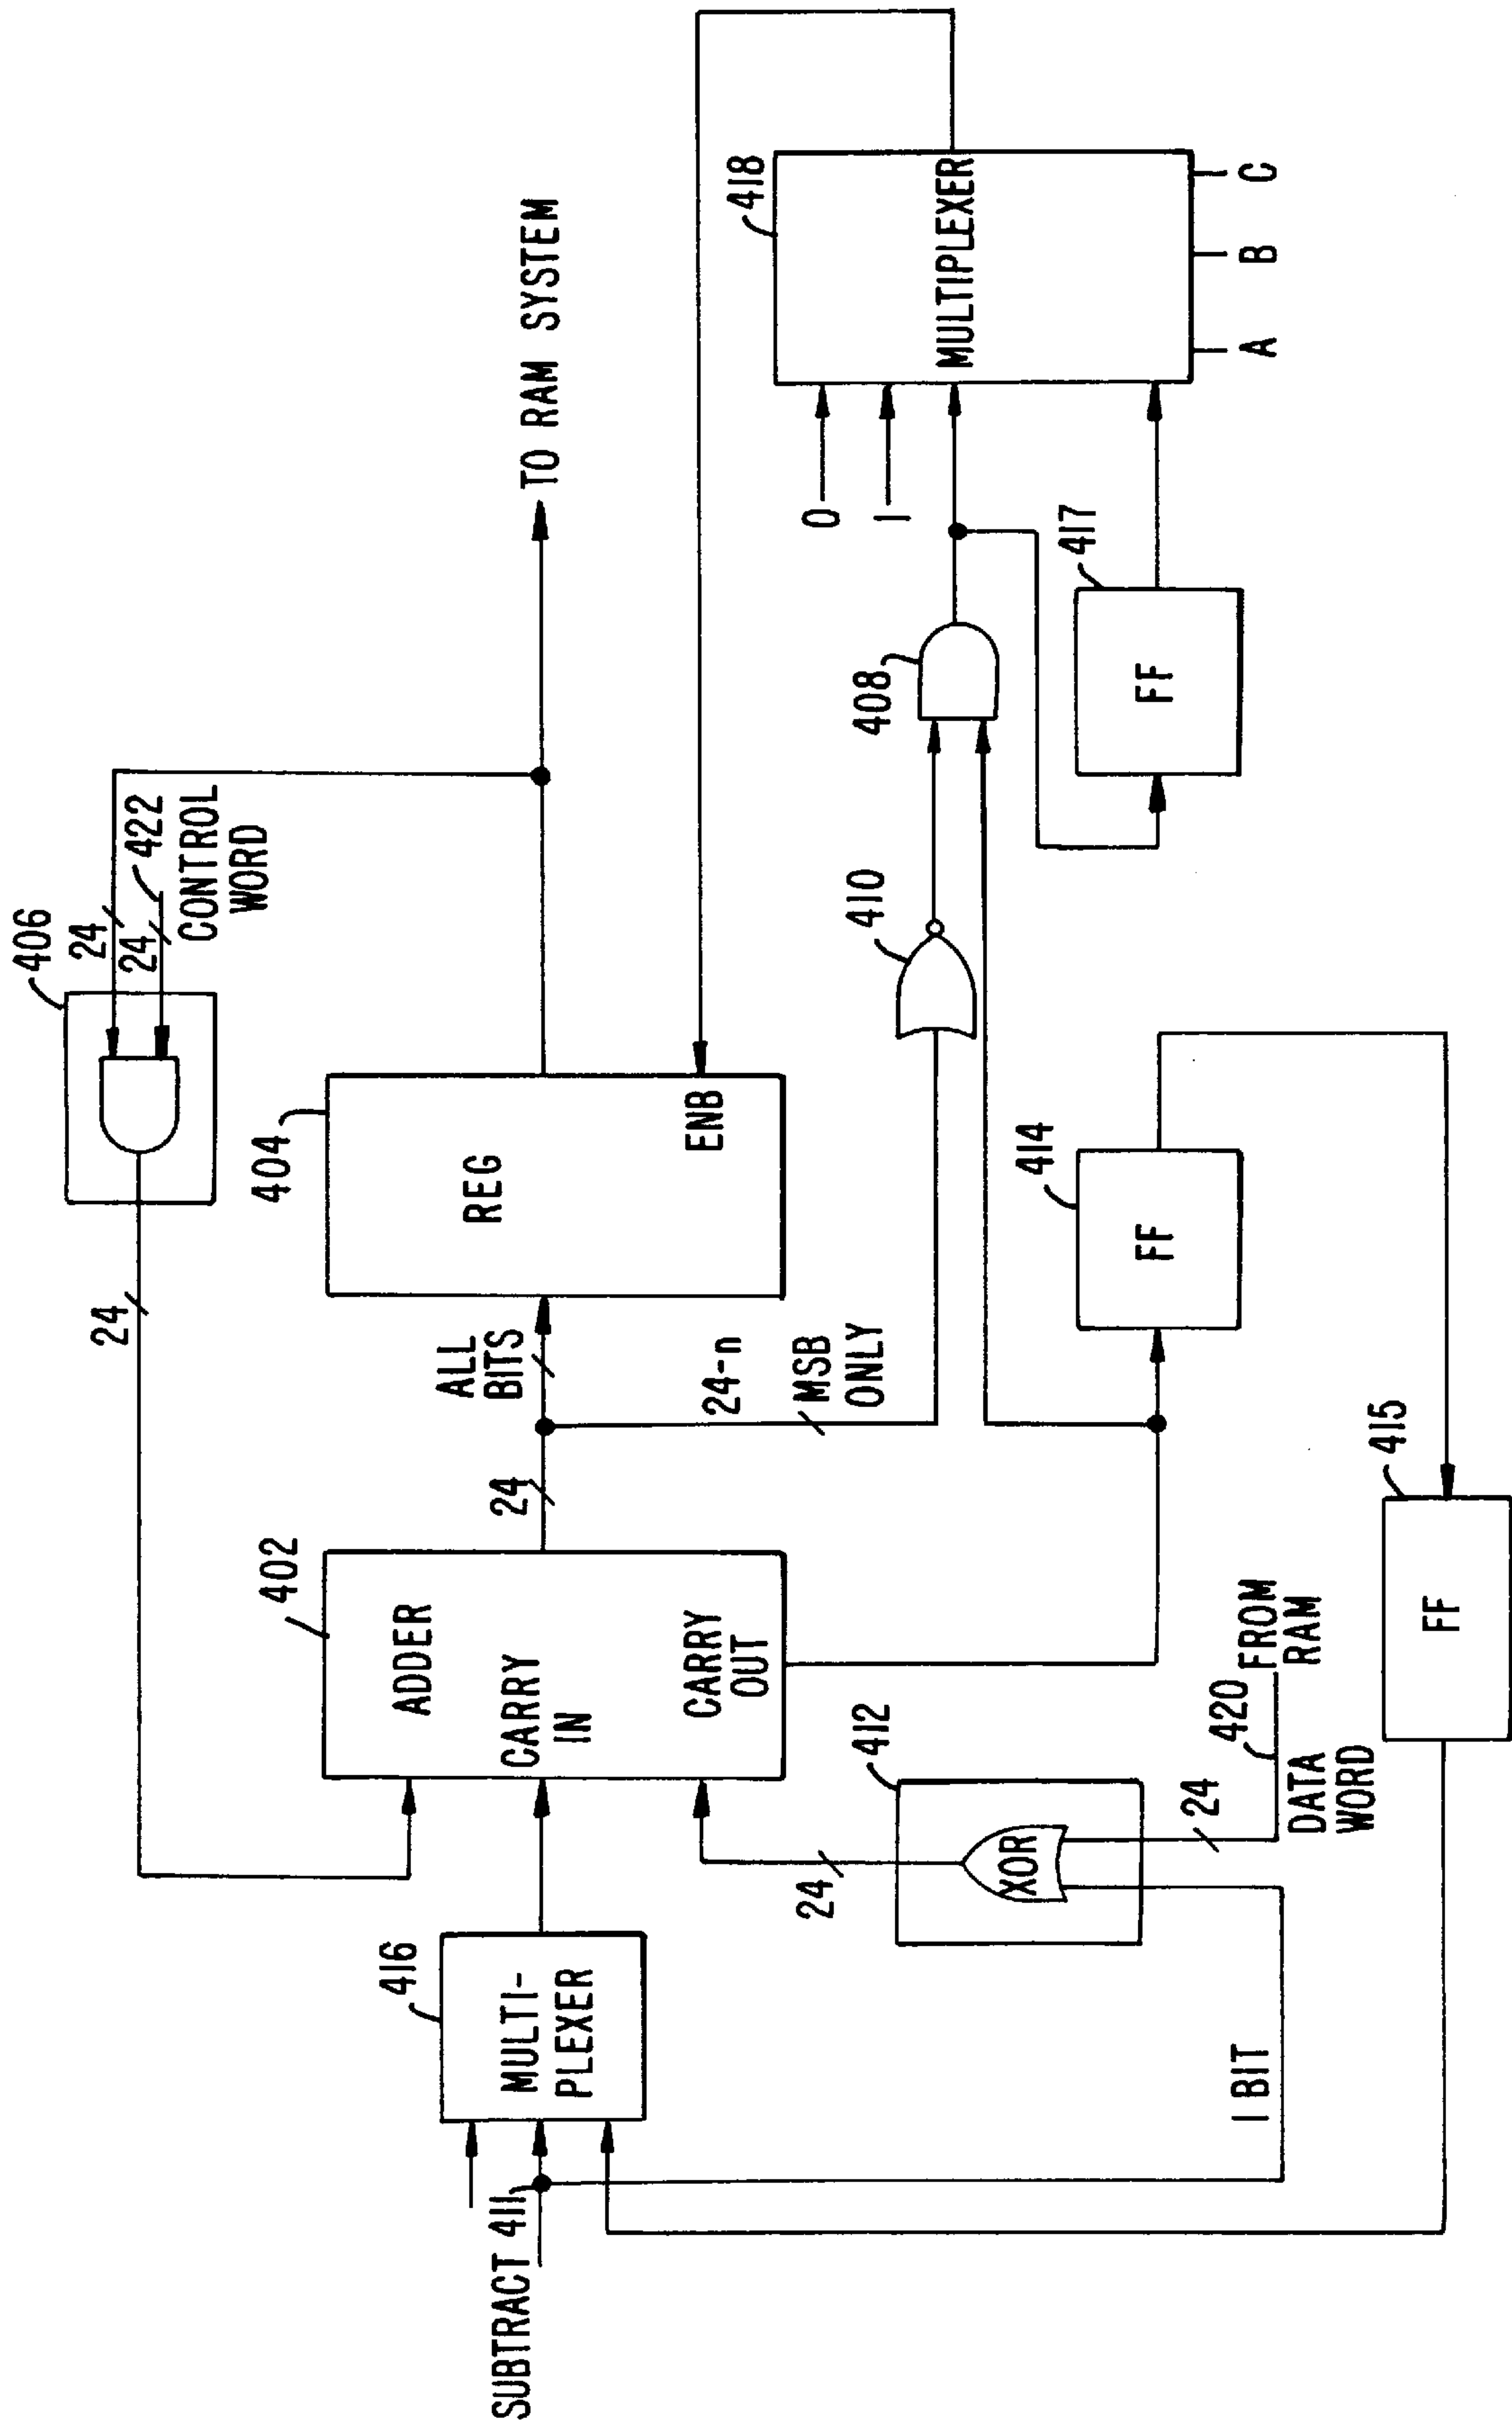 406
24
24
24
422
CONTROL
WORD
TO RAM SYSTEM
402
ADDER
CARRY
IN
CARRY
OUT
24
ALL
BITS
24-n
MSB
ONLY
404
REG
ENB
416
MULTI-
PLEXER
SUBTRACT 411
412
XOR
24
24
420
FROM
RAM
DATA
WORD
1 BIT
410
408
418
MULTIPLEXER
0
1
A
B
C
414
FF
417
FF
415
FF